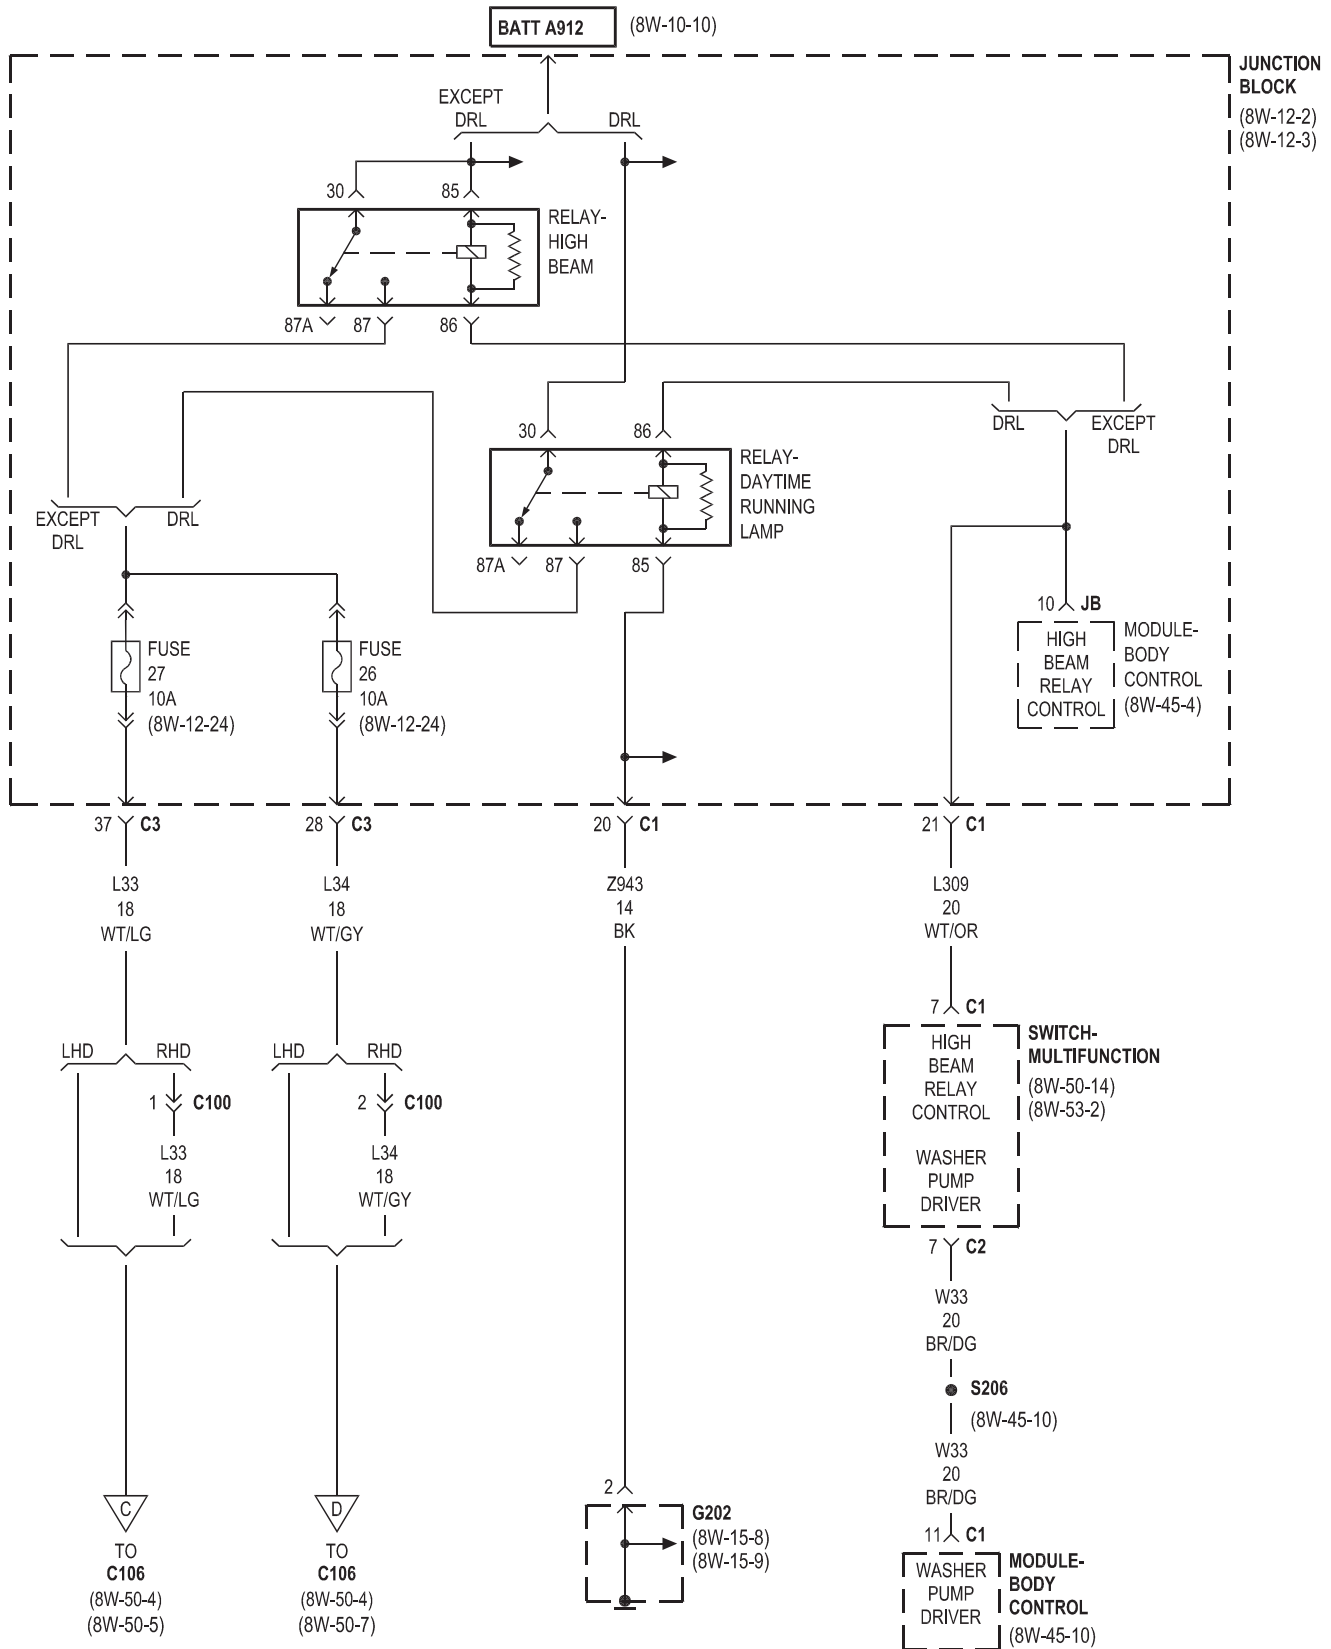 BATT A912 (8W-10-10)
JUNCTION
BLOCK
(8W-12-2)
(8W-12-3)
EXCEPT
DRL
DRL
30
85
RELAY-
HIGH
BEAM
87A
87
86
30
86
DRL
EXCEPT
DRL
RELAY-
DAYTIME
RUNNING
LAMP
EXCEPT
DRL
DRL
87A
87
85
10 JB
HIGH
BEAM
RELAY
CONTROL
MODULE-
BODY
CONTROL
(8W-45-4)
FUSE
27
10A
(8W-12-24)
FUSE
26
10A
(8W-12-24)
37 C3
28 C3
20 C1
21 C1
L33
18
WT/LG
L34
18
WT/GY
Z943
14
BK
L309
20
WT/OR
7 C1
HIGH
BEAM
RELAY
CONTROL
WASHER
PUMP
DRIVER
SWITCH-
MULTIFUNCTION
(8W-50-14)
(8W-53-2)
LHD
RHD
LHD
RHD
1 C100
2 C100
L33
18
WT/LG
L34
18
WT/GY
7 C2
W33
20
BR/DG
S206
(8W-45-10)
W33
20
BR/DG
11 C1
WASHER
PUMP
DRIVER
MODULE-
BODY
CONTROL
(8W-45-10)
2
G202
(8W-15-8)
(8W-15-9)
C
TO
C106
(8W-50-4)
(8W-50-5)
D
TO
C106
(8W-50-4)
(8W-50-7)